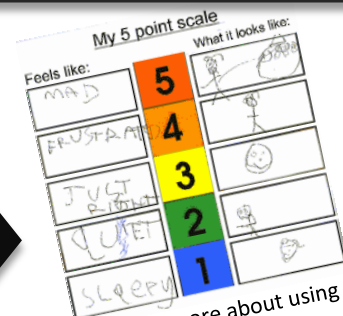 My 5 point scale
Feels like:
What it looks like:
MAD
5
FRUSTRATED
4
JUST
RIGHT
3
QUIET
2
sleepy
1
ore about using